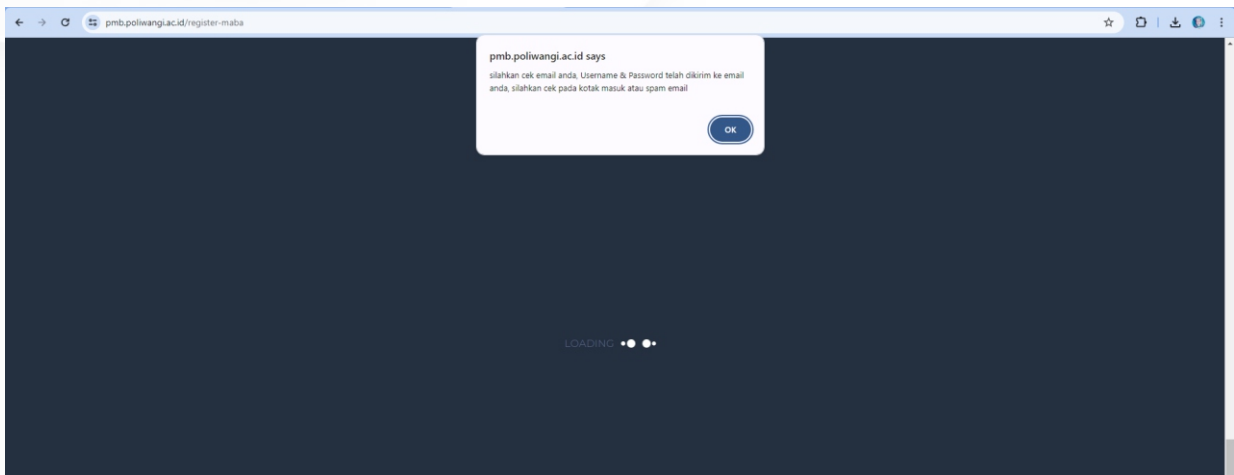 pmb.poliwangi.ac.id/register-maba
pmb.poliwangi.ac.id says
silahkan cek email anda, Username & Password telah dikirim ke email
anda, silahkan cek pada kotak masuk atau spam email
OK
LOADING